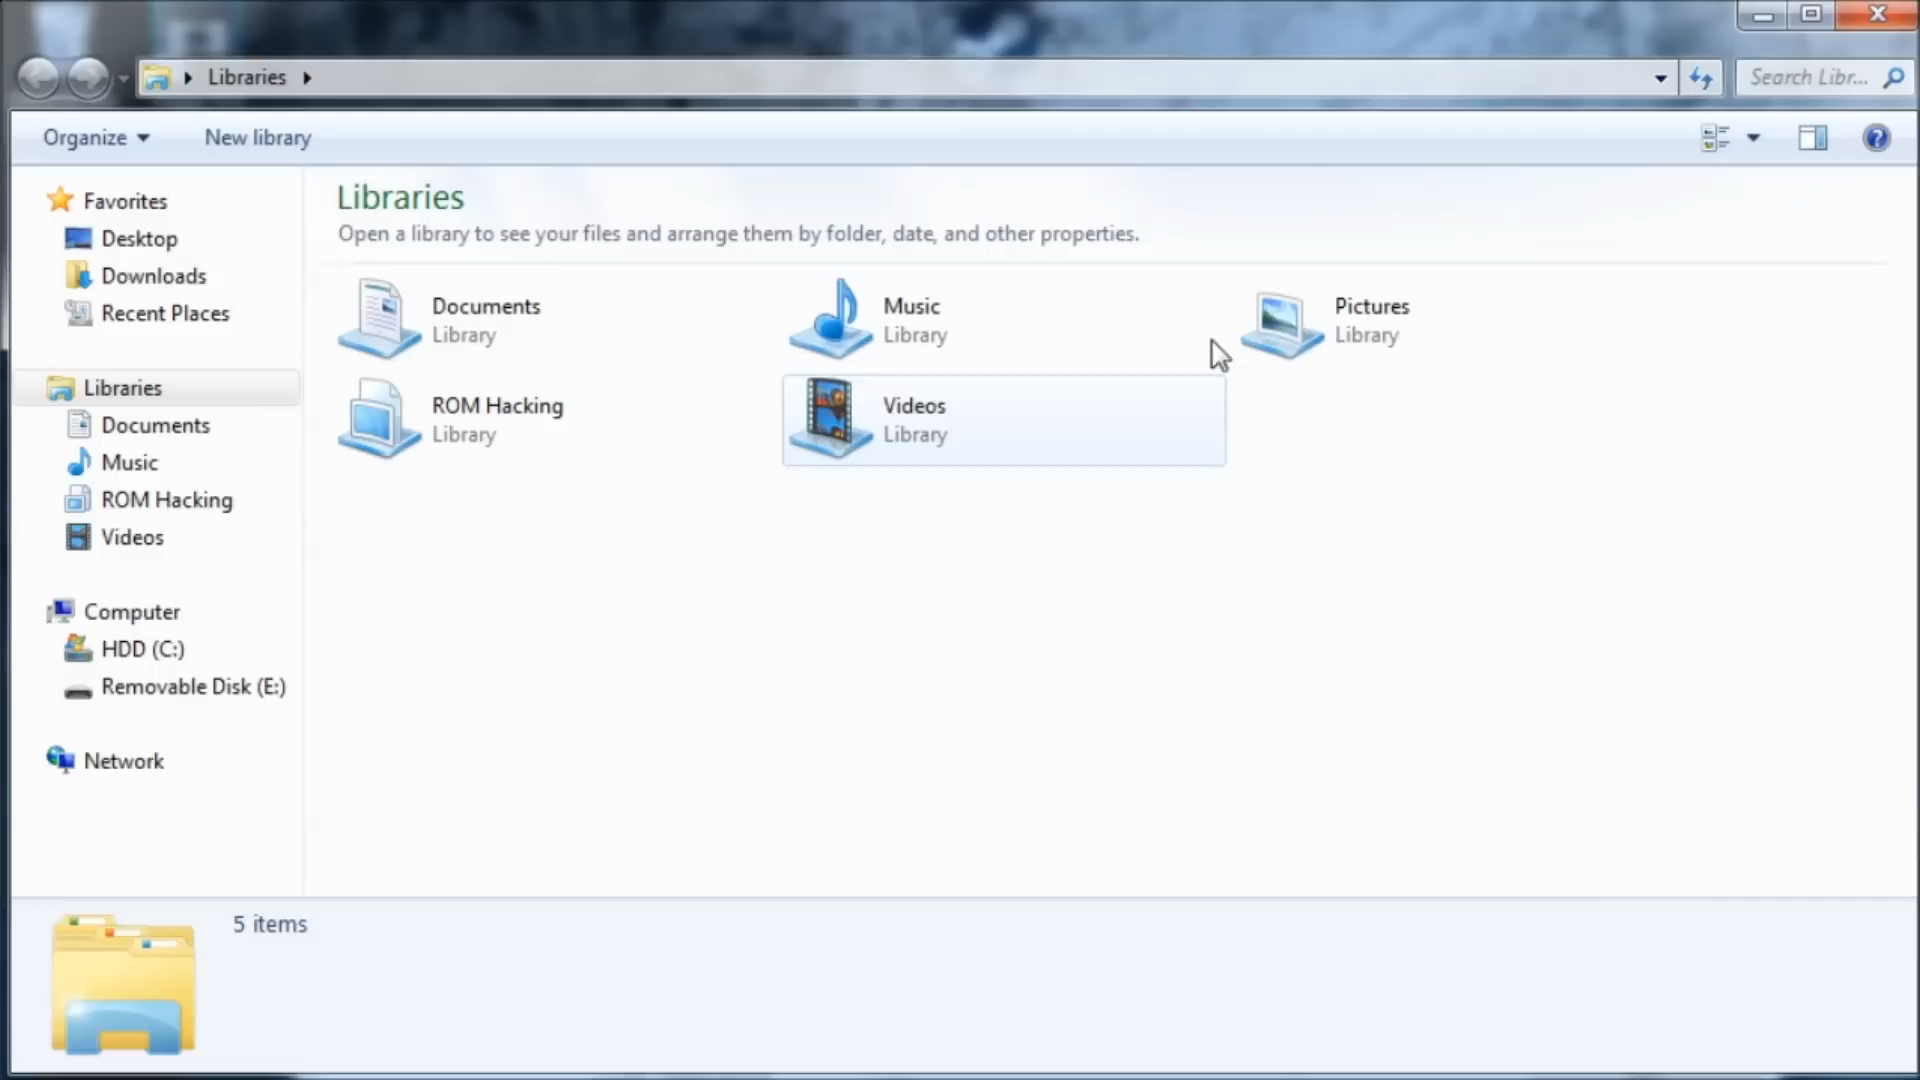 Libraries
Search Libr...
Organize
New library
Favorites
Desktop
Downloads
Recent Places
Libraries
Documents
Music
ROM Hacking
Videos
Computer
HDD (C:)
Removable Disk (E:)
Network
Libraries
Open a library to see your files and arrange them by folder, date, and other properties.
Documents
Library
Music
Library
Pictures
Library
ROM Hacking
Library
Videos
Library
5 items